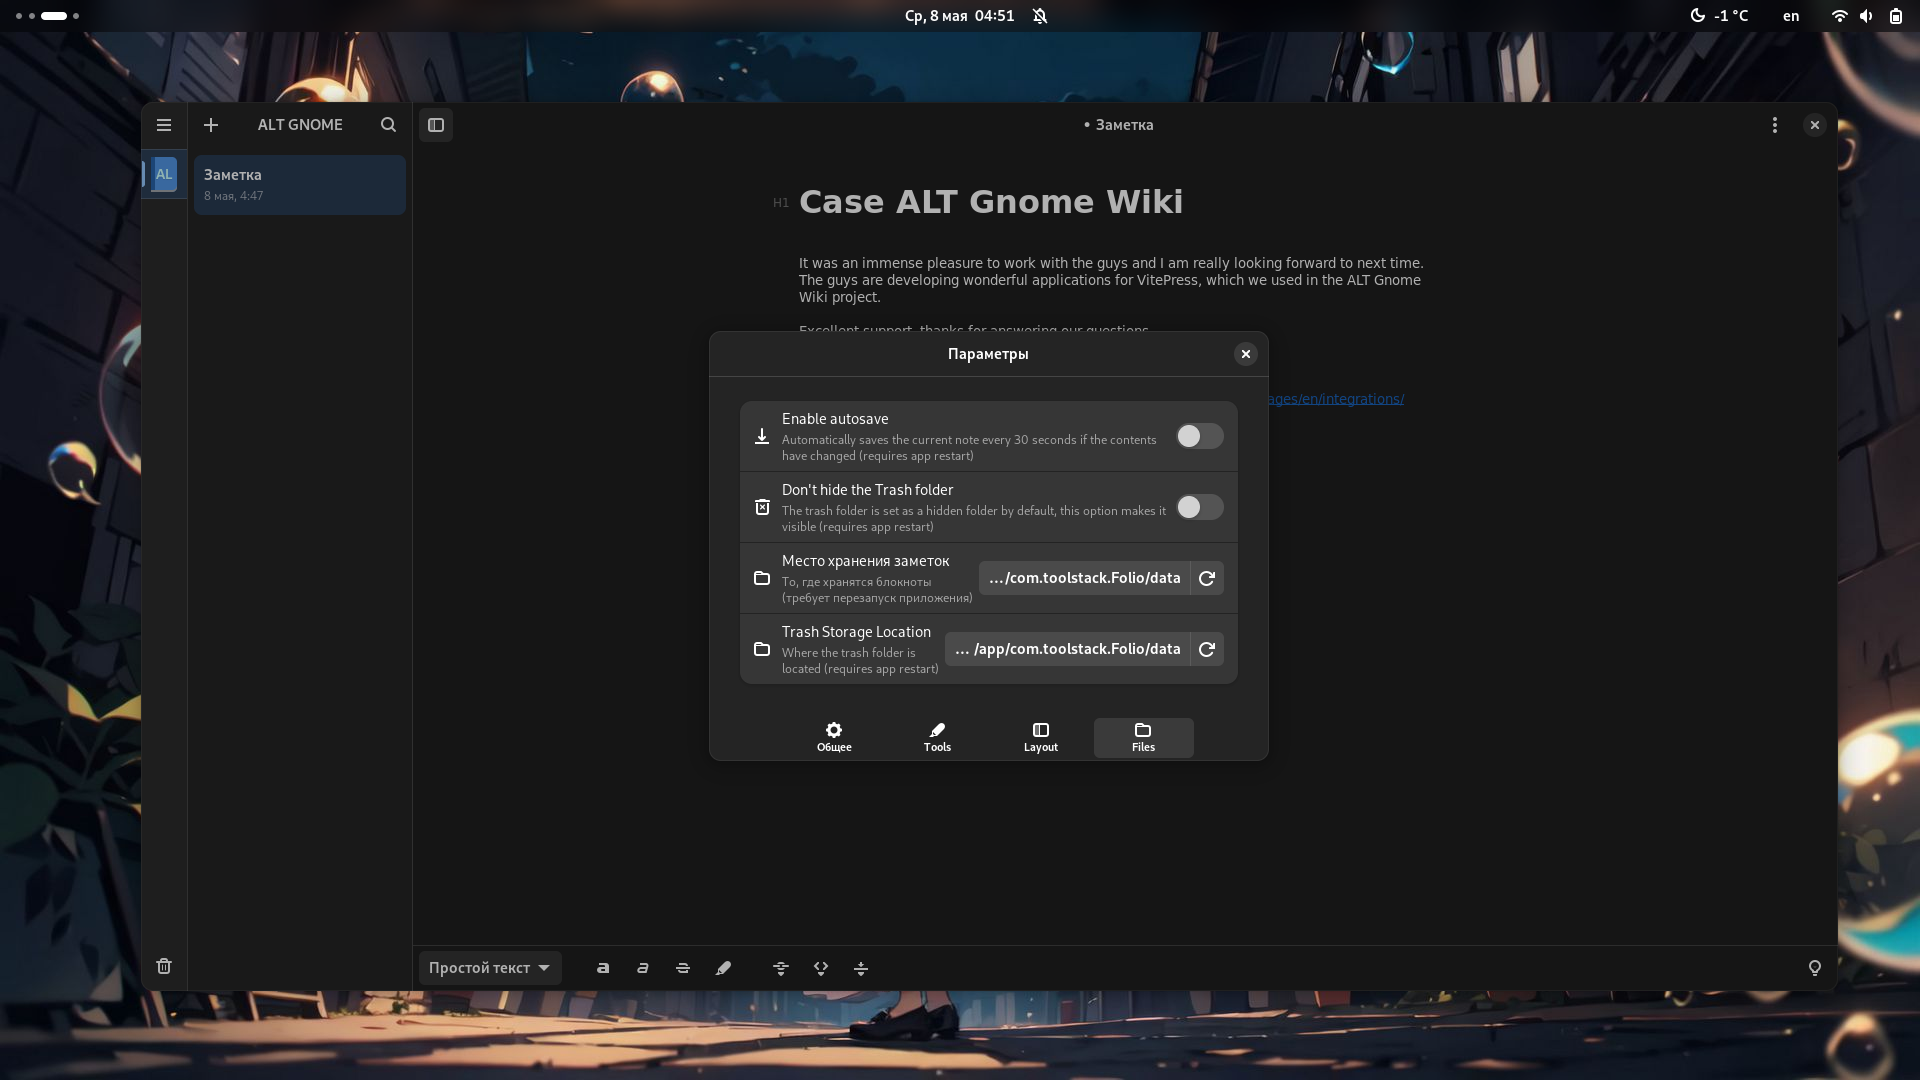 Ср, 8 мая 04:51
-1 °C
en
ALT GNOME
• Заметка
AL
Заметка
8 мая, 4:47
H1 Case ALT Gnome Wiki
It was an immense pleasure to work with the guys and I am really looking forward to next time.
The guys are developing wonderful applications for VitePress, which we used in the ALT Gnome
Wiki project.
Excellent support, thanks for answering our questions
ages/en/integrations/
Параметры
Enable autosave
Automatically saves the current note every 30 seconds if the contents
have changed (requires app restart)
Don't hide the Trash folder
The trash folder is set as a hidden folder by default, this option makes it
visible (requires app restart)
Место хранения заметок
То, где хранятся блокноты
(требует перезапуск приложения)
.../com.toolstack.Folio/data
Trash Storage Location
Where the trash folder is
located (requires app restart)
... /app/com.toolstack.Folio/data
Общее
Tools
Layout
Files
Простой текст
a
a